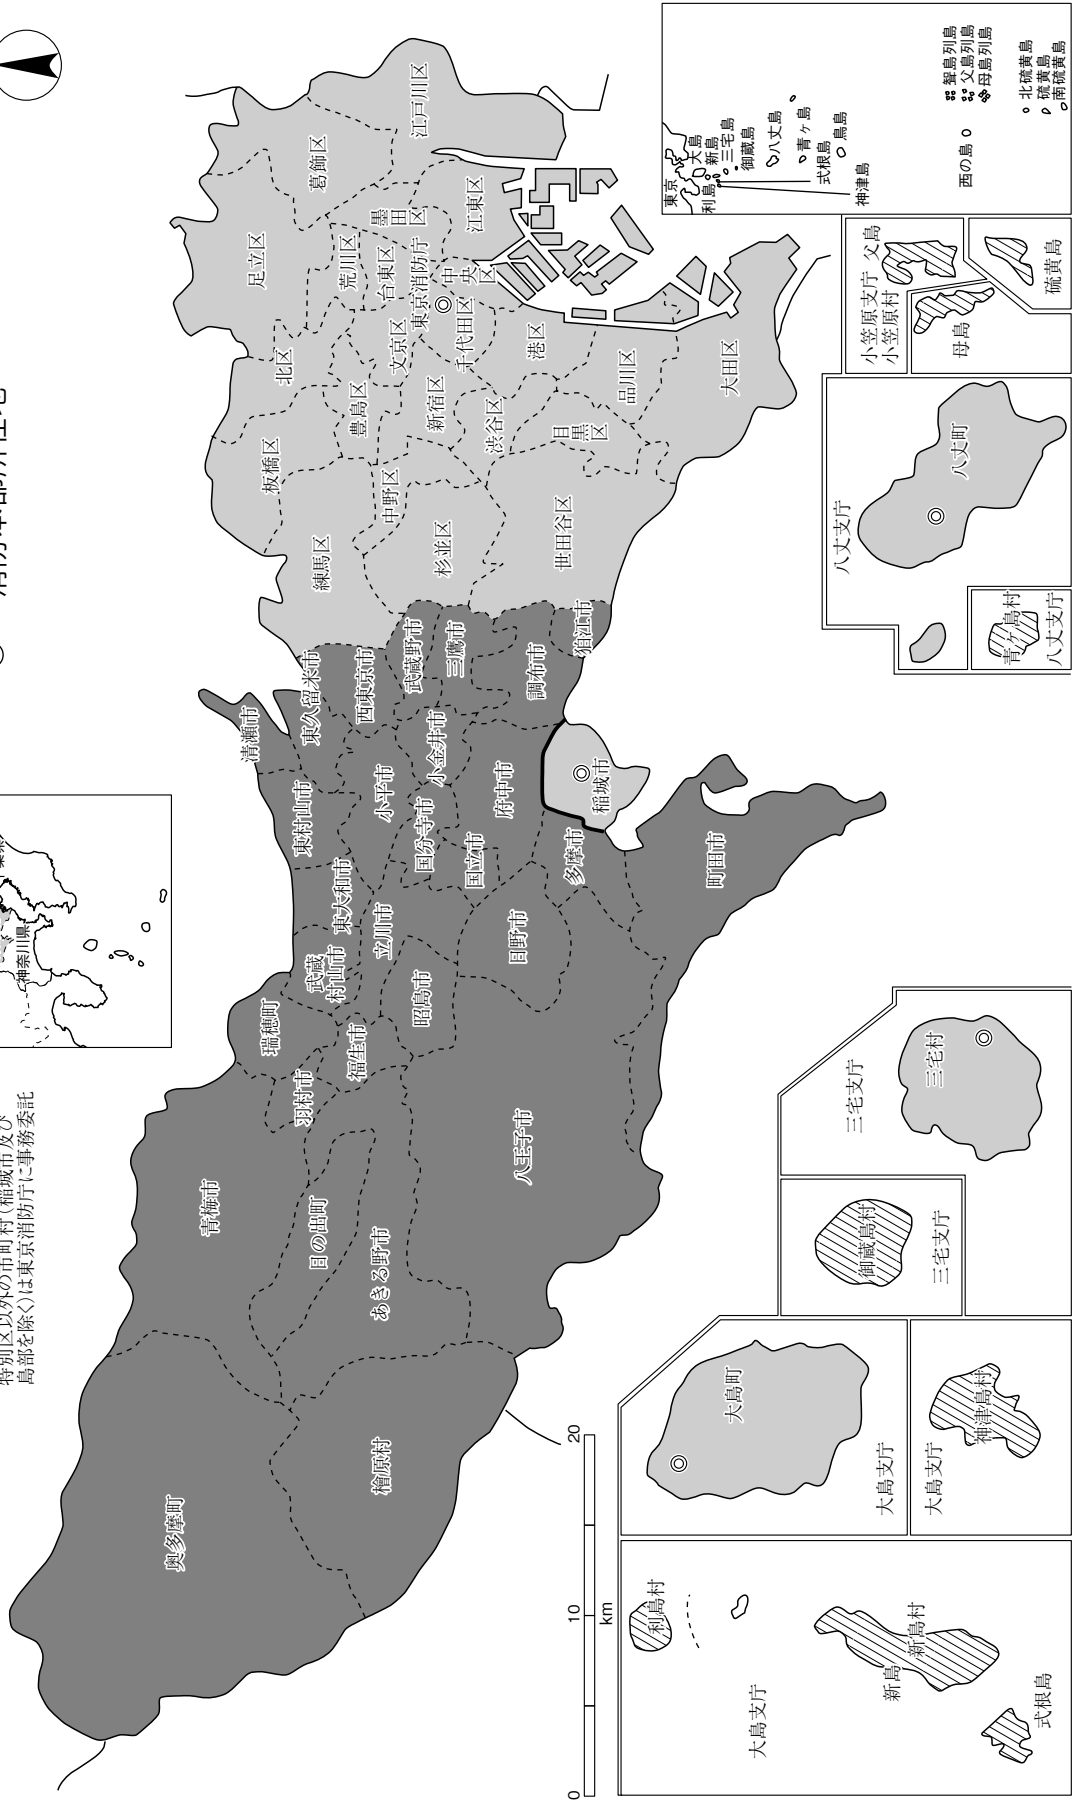 特別区以外の市町村（稲城市及び
島部を除く）は東京消防庁に事務委託
神奈川県
奥多摩町
檜原村
青梅市
日の出町
あきる野市
八王子市
羽村市
瑞穂町
福生市
武蔵
村山市
昭島市
東大和市
立川市
日野市
東村山市
小平市
国分寺市
国立市
府中市
多摩市
町田市
稲城市
清瀬市
東久留米市
西東京市
小金井市
武蔵野市
三鷹市
調布市
狛江市
練馬区
板橋区
中野区
杉並区
世田谷区
北区
豊島区
新宿区
渋谷区
目
黒
区
品川区
大田区
港区
文京区
千代田区
東京消防庁
中
央
区
台東区
荒川区
足立区
墨
田
区
葛飾区
江東区
江戸川区
0
10
20
km
利島村
大島支庁
新島
新島村
式根島
大島町
大島支庁
神津島村
大島支庁
御蔵島村
三宅支庁
三宅村
三宅支庁
八丈支庁
八丈町
青ヶ島村
八丈支庁
小笠原支庁
小笠原村
父島
母島
硫黄島
東京
大島
利島
新島
三宅島
御蔵島
八丈島
青ヶ島
式根島
鳥島
神津島
聟島列島
父島列島
母島列島
西の島
北硫黄島
硫黄島
南硫黄島